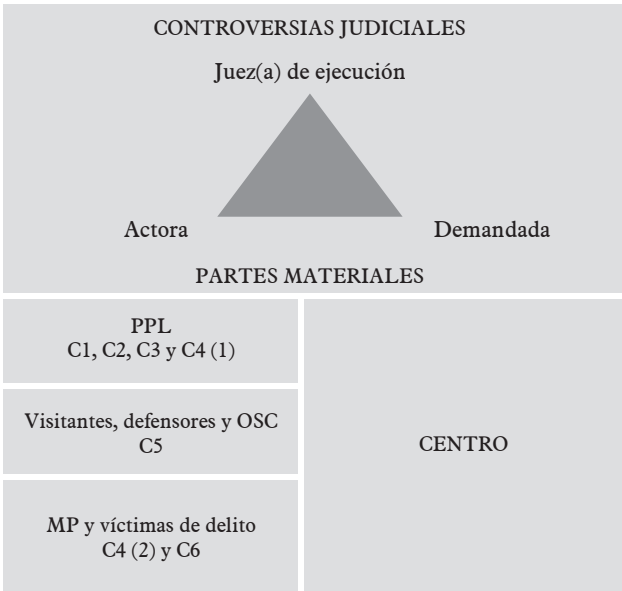 CONTROVERSIAS JUDICIALES
Juez(a) de ejecución
Actora
Demandada
PARTES MATERIALES
PPL
C1, C2, C3 y C4 (1)
Visitantes, defensores y OSC
C5
MP y víctimas de delito
C4 (2) y C6
CENTRO